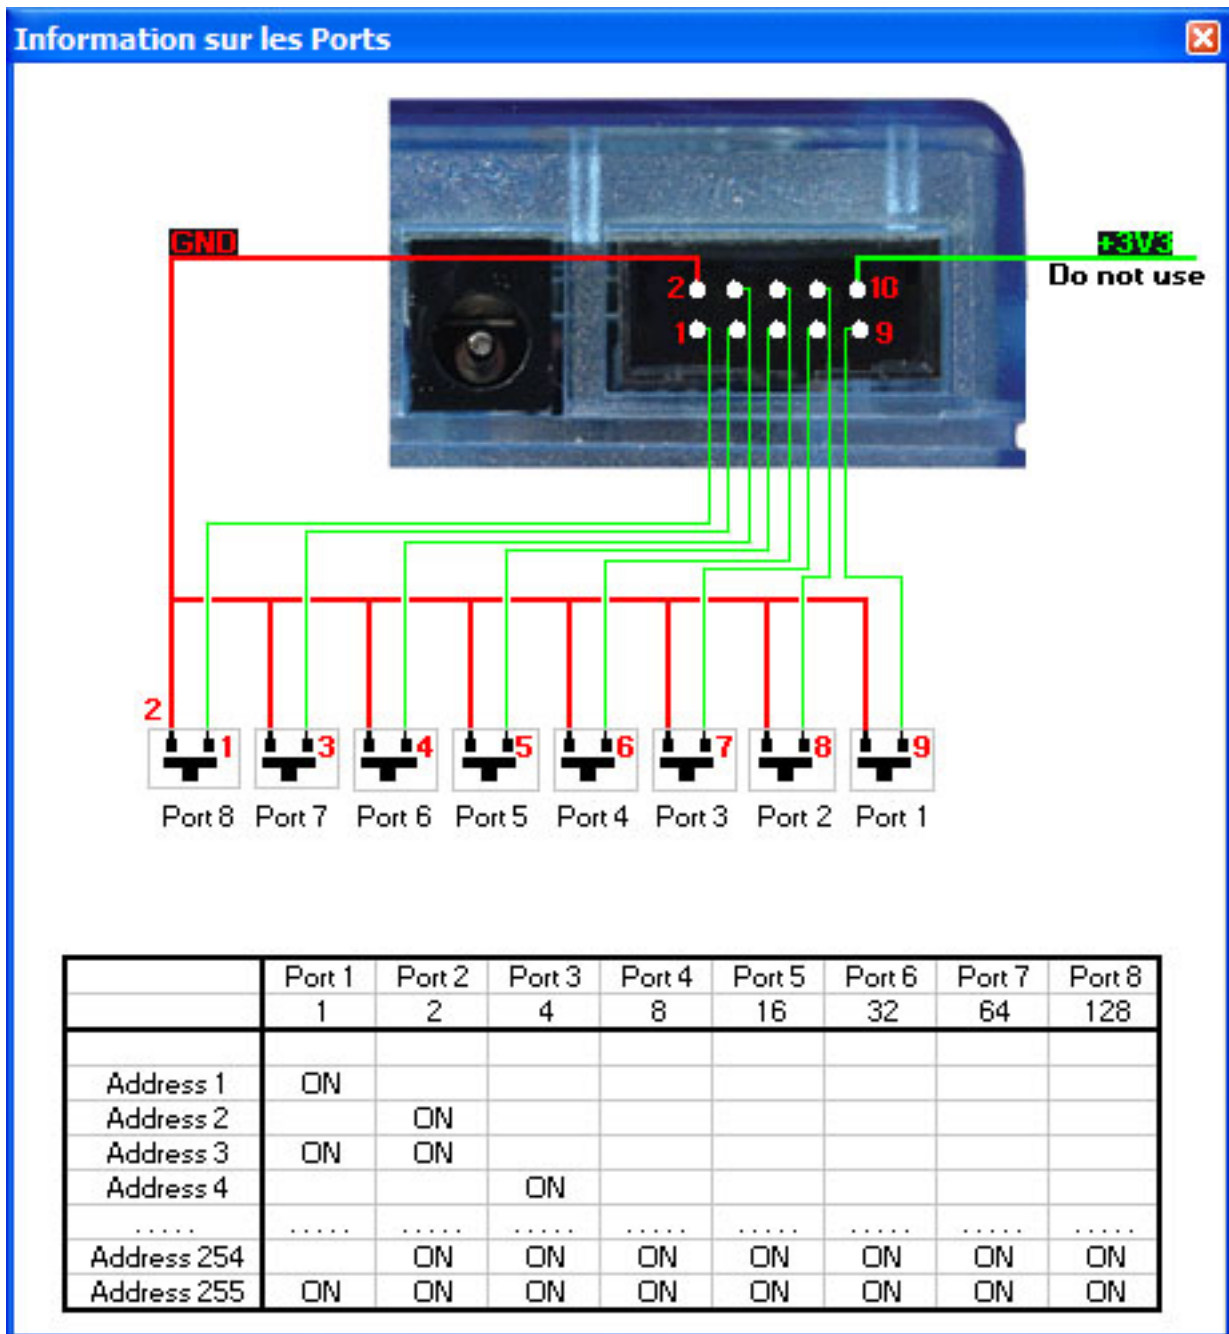 Information sur les Ports
GND
+3V3
Do not use
2 10
1 9
2
1 3 4 5 6 7 8 9
Port 8 Port 7 Port 6 Port 5 Port 4 Port 3 Port 2 Port 1
Port 1 Port 2 Port 3 Port 4 Port 5 Port 6 Port 7 Port 8
1 2 4 8 16 32 64 128
Address 1 ON
Address 2 ON
Address 3 ON ON
Address 4 ON
. . . . . . . . . . . . . . . . . . . . . . . . . . . . . . . . . . . . . . . . . . . . .
Address 254 ON ON ON ON ON ON ON
Address 255 ON ON ON ON ON ON ON ON